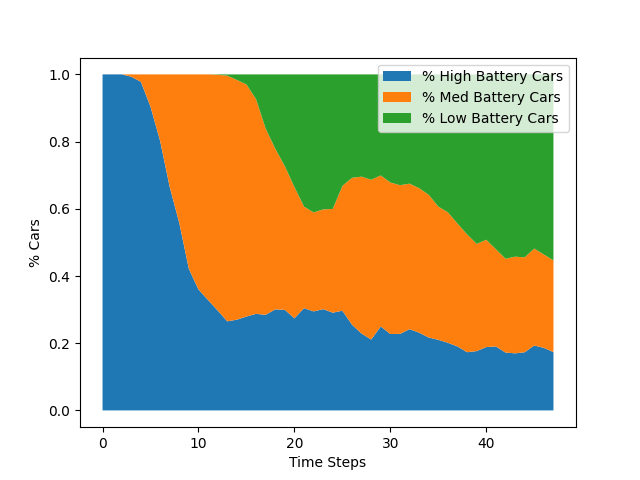 1.0
0.8
0.6
0.4
0.2
0.0
% Cars
% High Battery Cars
% Med Battery Cars
% Low Battery Cars
0 10 20 30 40
Time Steps